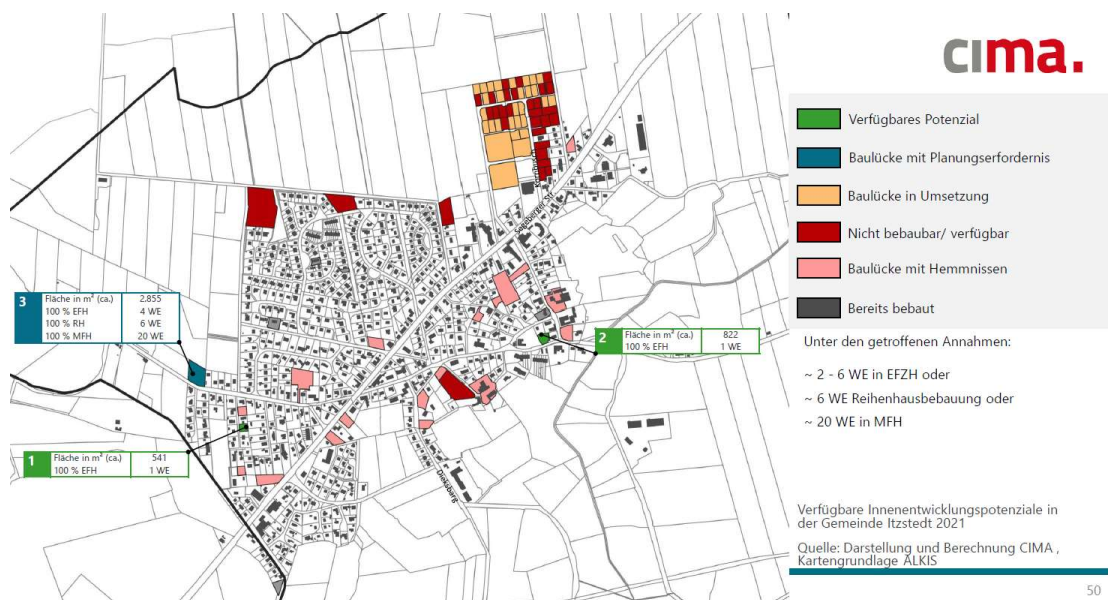 cima.
Verfügbares Potenzial
Baulücke mit Planungserfordernis
Baulücke in Umsetzung
Nicht bebaubar/ verfügbar
Baulücke mit Hemmnissen
Bereits bebaut
Unter den getroffenen Annahmen:
~ 2 - 6 WE in EFZH oder
~ 6 WE Reihenhausbebauung oder
~ 20 WE in MFH
3 Fläche in m² (ca.) 2.855
100 % EFH 4 WE
100 % RH 6 WE
100 % MFH 20 WE
2 Fläche in m² (ca.) 822
100 % EFH 1 WE
1 Fläche in m² (ca.) 541
100 % EFH 1 WE
Segeberger Str.
Verfügbare Innenentwicklungspotenziale in
der Gemeinde Itzstedt 2021
Quelle: Darstellung und Berechnung CIMA ,
Kartengrundlage ALKIS
50